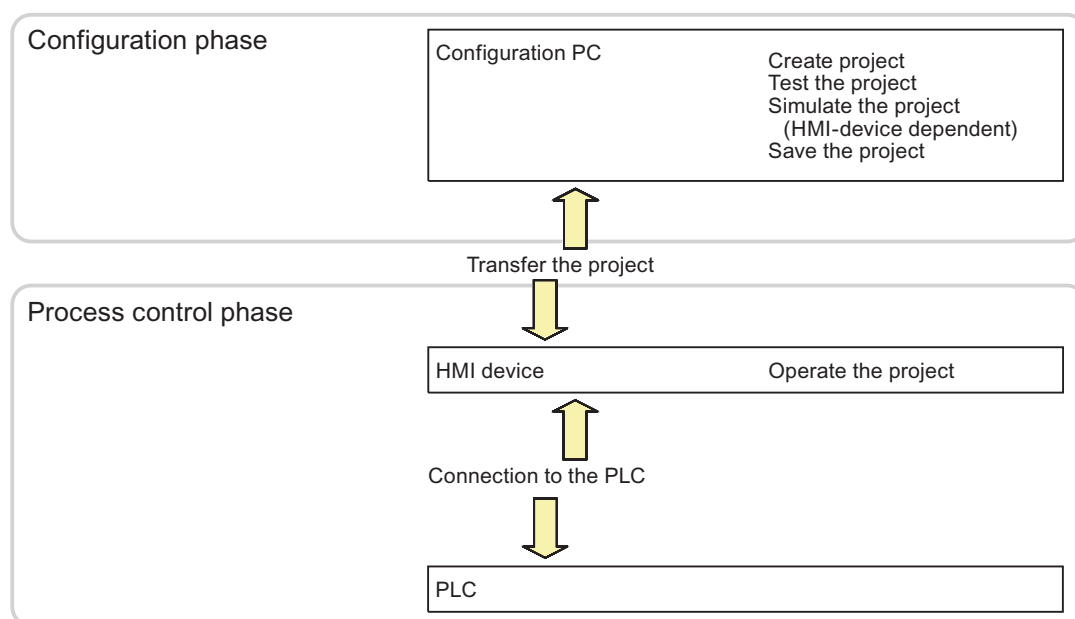 Configuration phase
Configuration PC
Create project
Test the project
Simulate the project
(HMI-device dependent)
Save the project
Transfer the project
Process control phase
HMI device
Operate the project
Connection to the PLC
PLC